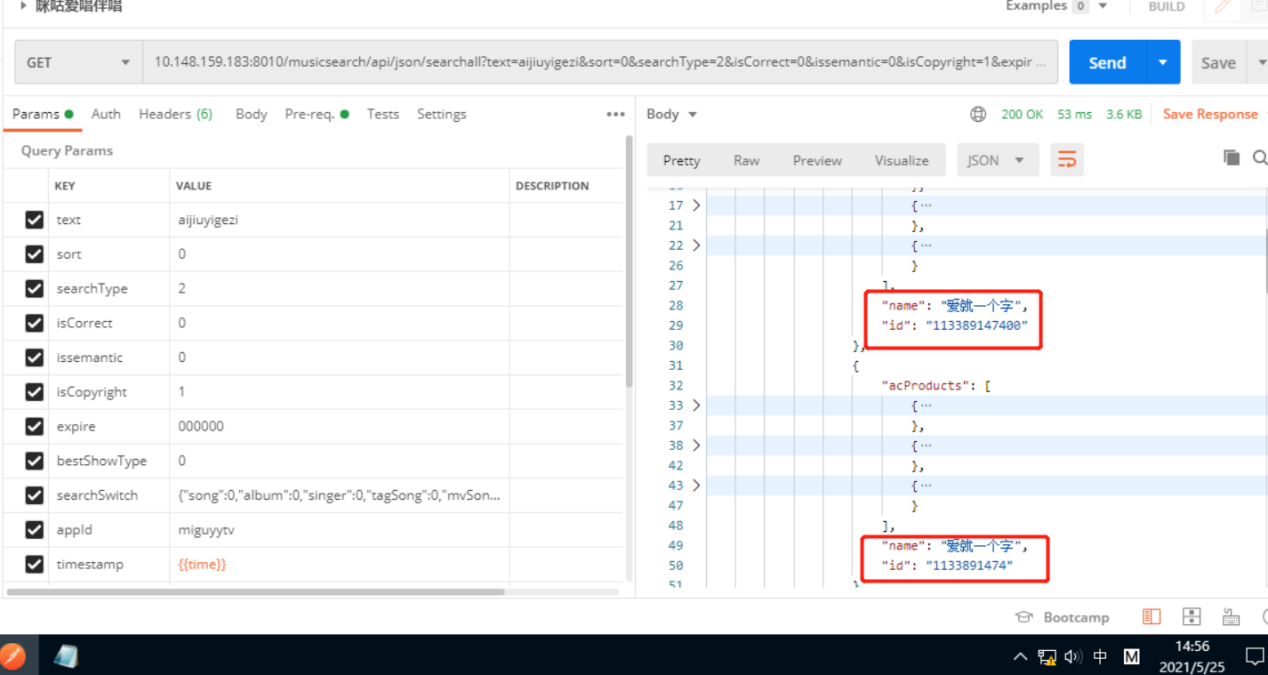 咪咕爱唱伴唱
Examples 0
BUILD
GET
10.148.159.183:8010/musicsearch/api/json/searchall?text=aijiuyigezi&sort=0&searchType=2&isCorrect=0&issemantic=0&isCopyright=1&expir ...
Send
Save
Params
Auth
Headers (6)
Body
Pre-req.
Tests
Settings
Query Params
KEY VALUE DESCRIPTION
text aijiuyigezi
sort 0
searchType 2
isCorrect 0
issemantic 0
isCopyright 1
expire 000000
bestShowType 0
searchSwitch {"song":0,"album":0,"singer":0,"tagSong":0,"mvSon...
appId miguyytv
timestamp {{time}}
Body
200 OK 53 ms 3.6 KB
Save Response
Pretty Raw Preview Visualize JSON
16 },
17 {…
21 },
22 {…
26 }
27 ],
28 "name": "爱就一个字",
29 "id": "113389147400"
30 },
31 {
32 "acProducts": [
33 {…
37 },
38 {…
42 },
43 {…
47 }
48 ],
49 "name": "爱就一个字",
50 "id": "1133891474"
51 }
Bootcamp
中 M
14:56
2021/5/25